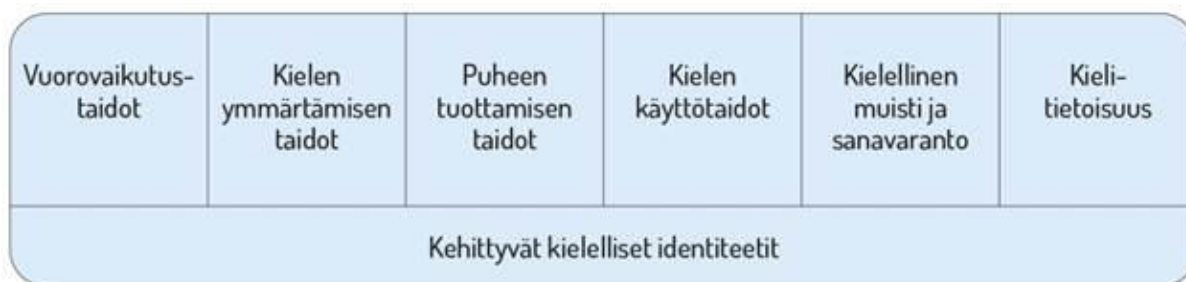 Vuorovaikutus-
taidot
Kielen
ymmärtämisen
taidot
Puheen
tuottamisen
taidot
Kielen
käyttötaidot
Kielellinen
muisti ja
sanavaranto
Kieli-
tietoisuus
Kehittyvät kielelliset identiteetit